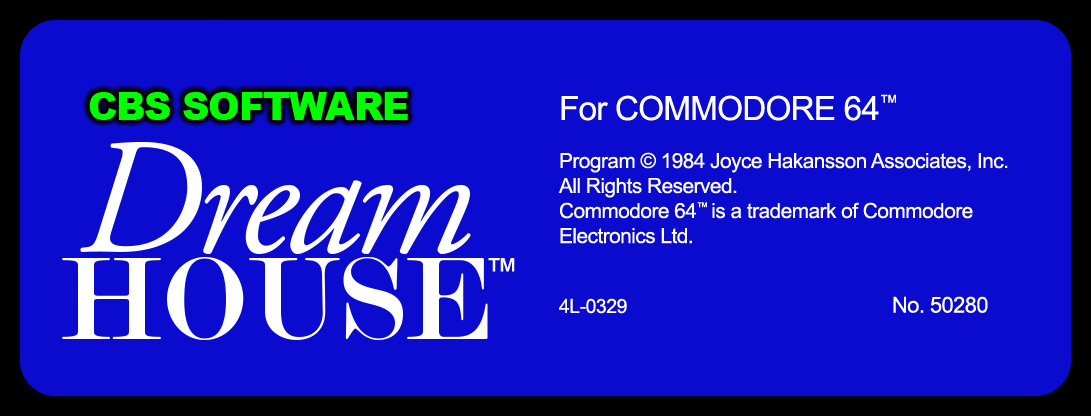 CBS SOFTWARE
Dream
HOUSE™
For COMMODORE 64™
Program © 1984 Joyce Hakansson Associates, Inc.
All Rights Reserved.
Commodore 64™ is a trademark of Commodore
Electronics Ltd.
4L-0329
No. 50280